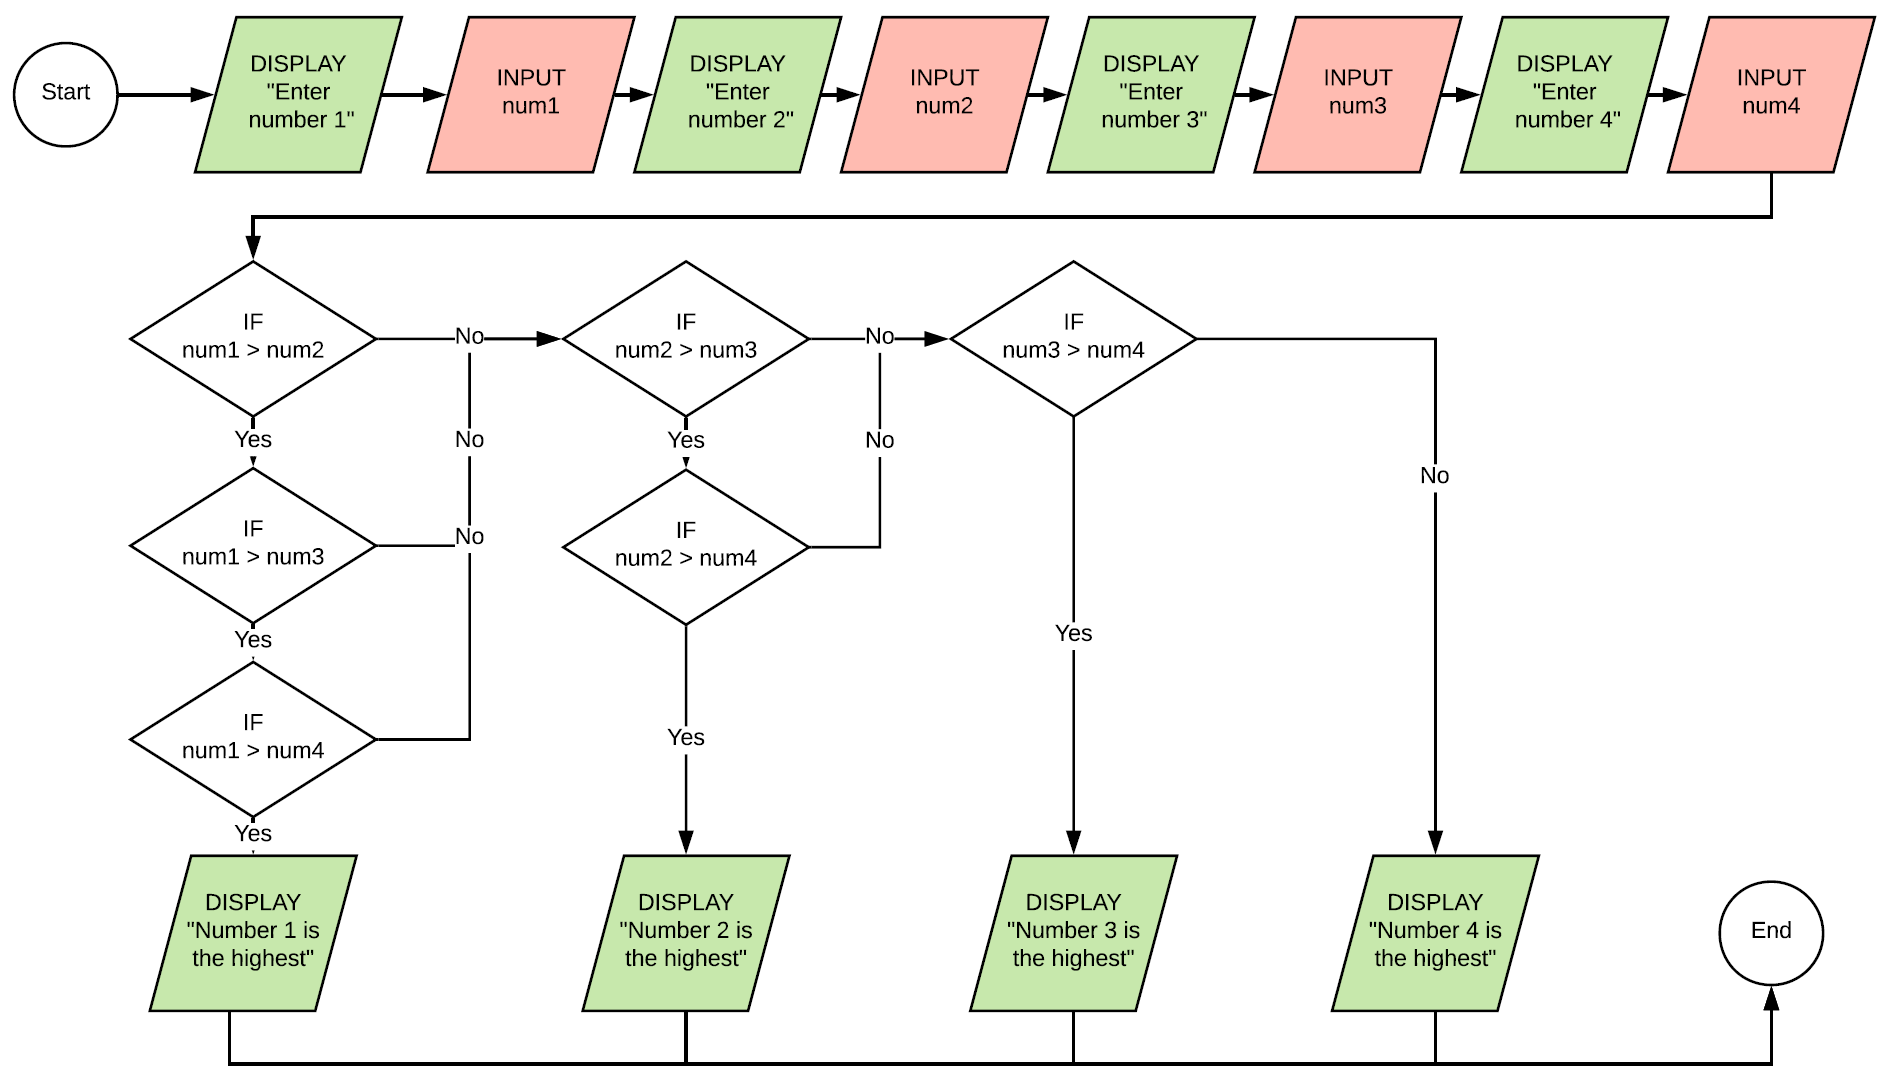 Start
DISPLAY
"Enter
number 1"
INPUT
num1
DISPLAY
"Enter
number 2"
INPUT
num2
DISPLAY
"Enter
number 3"
INPUT
num3
DISPLAY
"Enter
number 4"
INPUT
num4
IF
num1 > num2
No
IF
num2 > num3
No
IF
num3 > num4
Yes
No
Yes
No
No
IF
num1 > num3
No
IF
num2 > num4
Yes
Yes
IF
num1 > num4
Yes
Yes
DISPLAY
"Number 1 is
the highest"
DISPLAY
"Number 2 is
the highest"
DISPLAY
"Number 3 is
the highest"
DISPLAY
"Number 4 is
the highest"
End